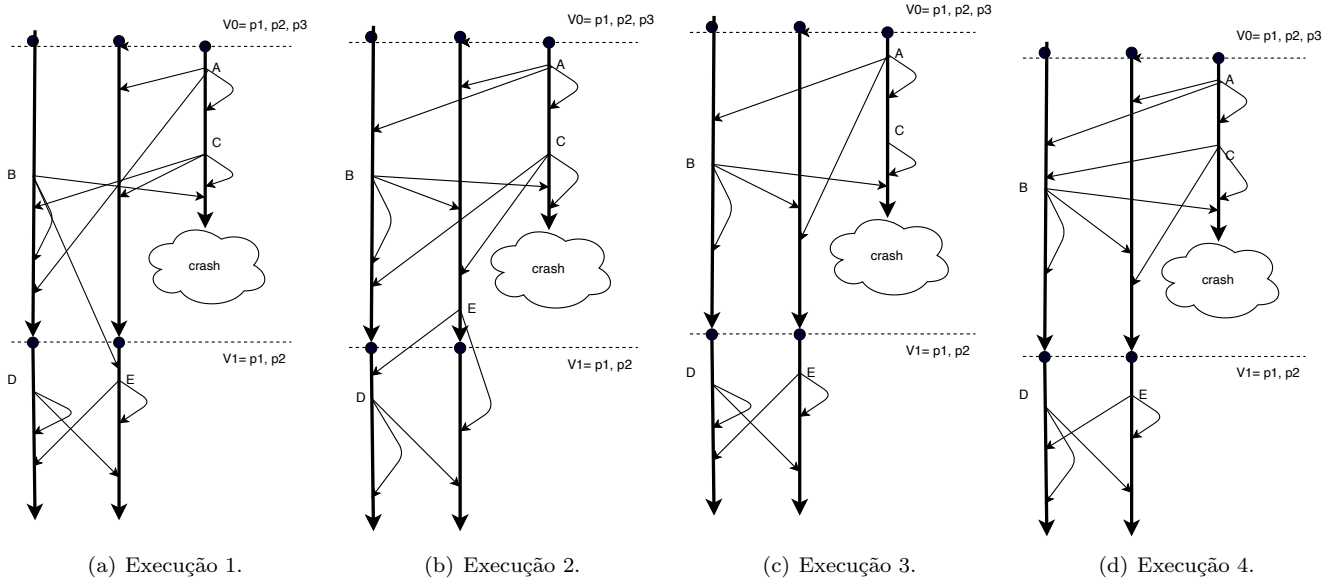 V0= p1, p2, p3
A
C
B
crash
V1= p1, p2
D
E
(a) Execução 1.
V0= p1, p2, p3
A
C
B
crash
E
V1= p1, p2
D
(b) Execução 2.
V0= p1, p2, p3
A
C
B
crash
V1= p1, p2
D
E
(c) Execução 3.
V0= p1, p2, p3
A
C
B
crash
V1= p1, p2
D
E
(d) Execução 4.